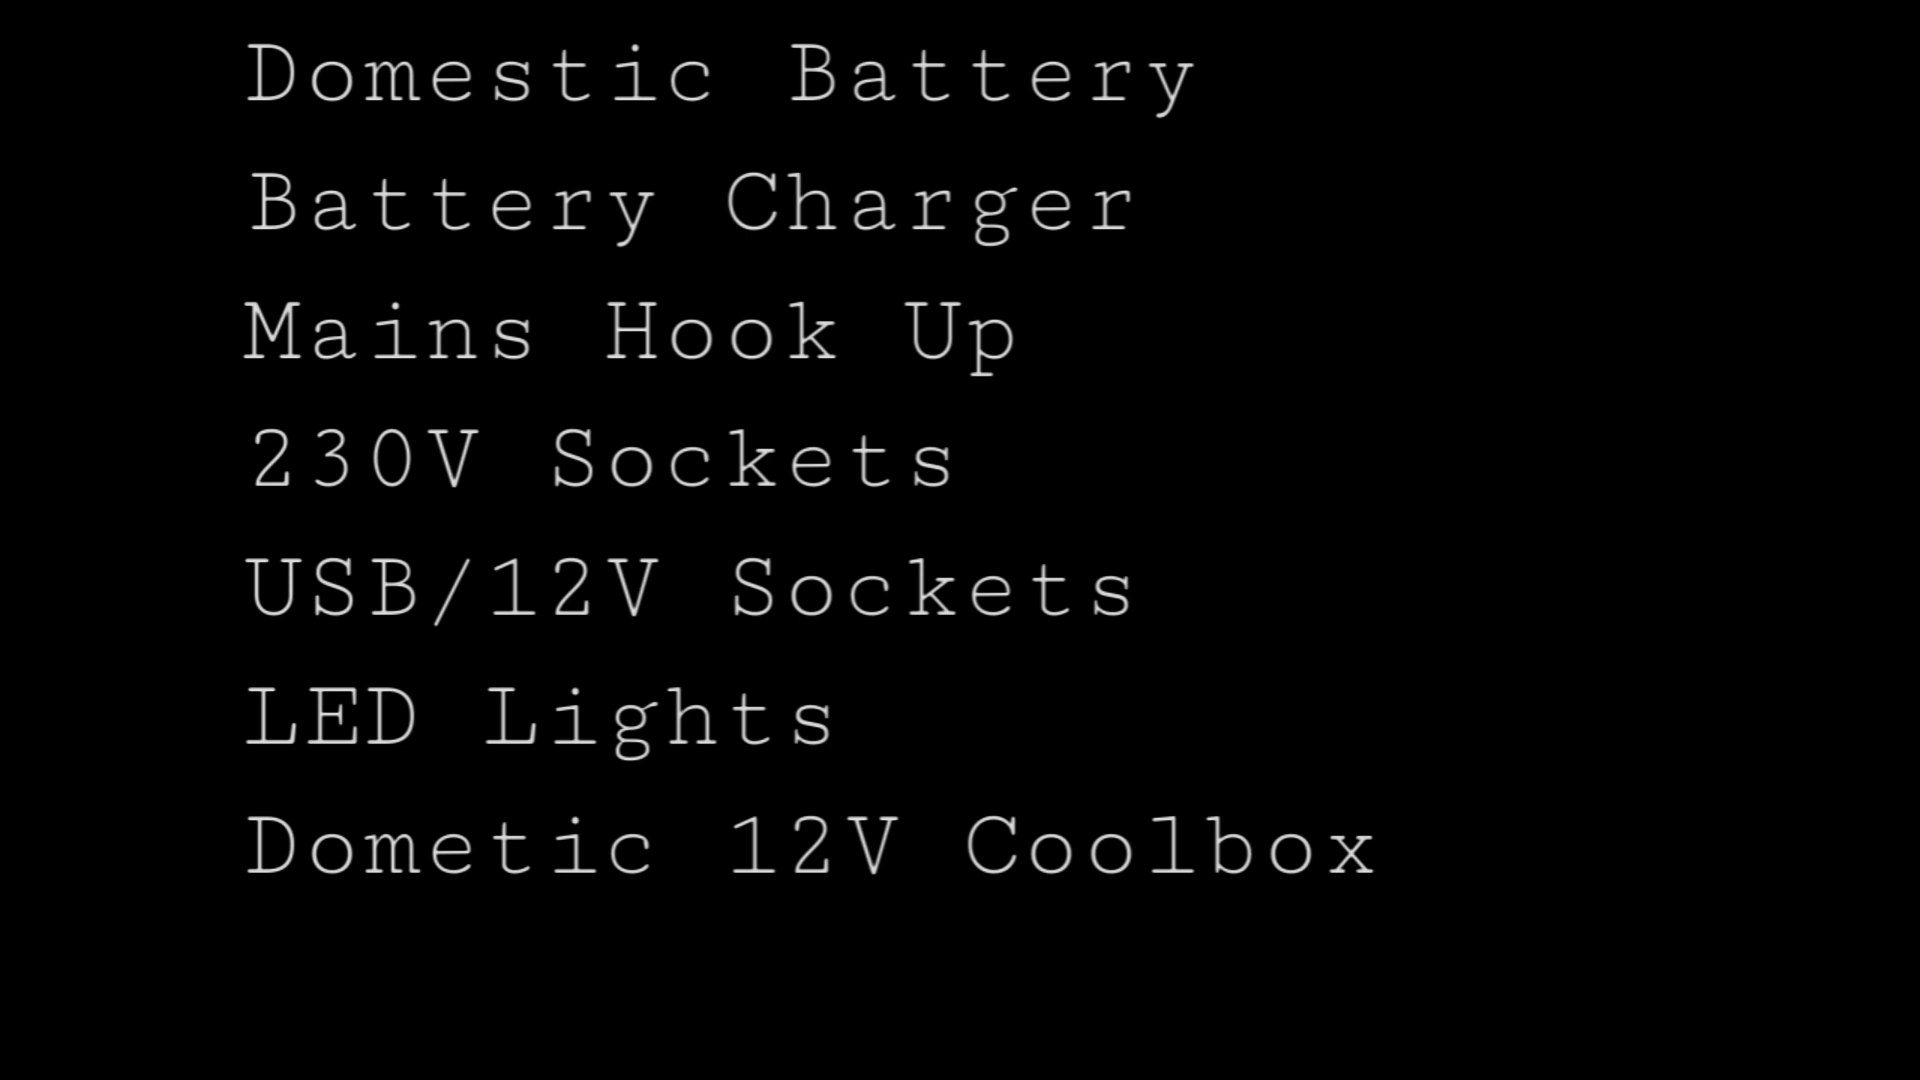 Domestic Battery
Battery Charger
Mains Hook Up
230V Sockets
USB/12V Sockets
LED Lights
Dometic 12V Coolbox